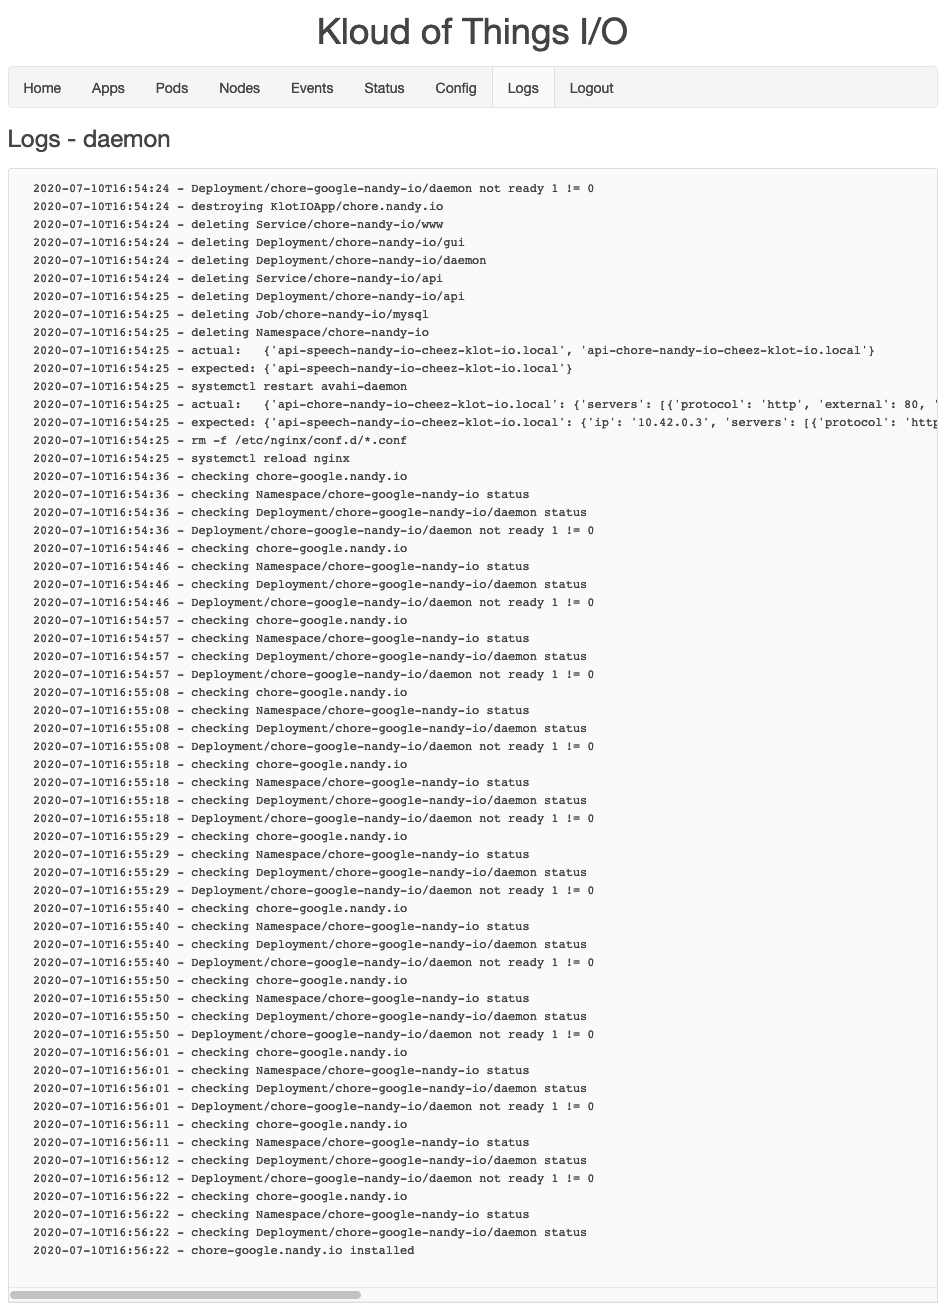 Kloud of Things I/O
Home Apps Pods Nodes Events Status Config Logs Logout
Logs - daemon
2020-07-10T16:54:24 - Deployment/chore-google-nandy-io/daemon not ready 1 != 0
2020-07-10T16:54:24 - destroying KlotIOApp/chore.nandy.io
2020-07-10T16:54:24 - deleting Service/chore-nandy-io/www
2020-07-10T16:54:24 - deleting Deployment/chore-nandy-io/gui
2020-07-10T16:54:24 - deleting Deployment/chore-nandy-io/daemon
2020-07-10T16:54:24 - deleting Service/chore-nandy-io/api
2020-07-10T16:54:25 - deleting Deployment/chore-nandy-io/api
2020-07-10T16:54:25 - deleting Job/chore-nandy-io/mysql
2020-07-10T16:54:25 - deleting Namespace/chore-nandy-io
2020-07-10T16:54:25 - actual:   {'api-speech-nandy-io-cheez-klot-io.local', 'api-chore-nandy-io-cheez-klot-io.local'}
2020-07-10T16:54:25 - expected: {'api-speech-nandy-io-cheez-klot-io.local'}
2020-07-10T16:54:25 - systemctl restart avahi-daemon
2020-07-10T16:54:25 - actual:   {'api-chore-nandy-io-cheez-klot-io.local': {'servers': [{'protocol': 'http', 'external': 80, '
2020-07-10T16:54:25 - expected: {'api-speech-nandy-io-cheez-klot-io.local': {'ip': '10.42.0.3', 'servers': [{'protocol': 'http
2020-07-10T16:54:25 - rm -f /etc/nginx/conf.d/*.conf
2020-07-10T16:54:25 - systemctl reload nginx
2020-07-10T16:54:36 - checking chore-google.nandy.io
2020-07-10T16:54:36 - checking Namespace/chore-google-nandy-io status
2020-07-10T16:54:36 - checking Deployment/chore-google-nandy-io/daemon status
2020-07-10T16:54:36 - Deployment/chore-google-nandy-io/daemon not ready 1 != 0
2020-07-10T16:54:46 - checking chore-google.nandy.io
2020-07-10T16:54:46 - checking Namespace/chore-google-nandy-io status
2020-07-10T16:54:46 - checking Deployment/chore-google-nandy-io/daemon status
2020-07-10T16:54:46 - Deployment/chore-google-nandy-io/daemon not ready 1 != 0
2020-07-10T16:54:57 - checking chore-google.nandy.io
2020-07-10T16:54:57 - checking Namespace/chore-google-nandy-io status
2020-07-10T16:54:57 - checking Deployment/chore-google-nandy-io/daemon status
2020-07-10T16:54:57 - Deployment/chore-google-nandy-io/daemon not ready 1 != 0
2020-07-10T16:55:08 - checking chore-google.nandy.io
2020-07-10T16:55:08 - checking Namespace/chore-google-nandy-io status
2020-07-10T16:55:08 - checking Deployment/chore-google-nandy-io/daemon status
2020-07-10T16:55:08 - Deployment/chore-google-nandy-io/daemon not ready 1 != 0
2020-07-10T16:55:18 - checking chore-google.nandy.io
2020-07-10T16:55:18 - checking Namespace/chore-google-nandy-io status
2020-07-10T16:55:18 - checking Deployment/chore-google-nandy-io/daemon status
2020-07-10T16:55:18 - Deployment/chore-google-nandy-io/daemon not ready 1 != 0
2020-07-10T16:55:29 - checking chore-google.nandy.io
2020-07-10T16:55:29 - checking Namespace/chore-google-nandy-io status
2020-07-10T16:55:29 - checking Deployment/chore-google-nandy-io/daemon status
2020-07-10T16:55:29 - Deployment/chore-google-nandy-io/daemon not ready 1 != 0
2020-07-10T16:55:40 - checking chore-google.nandy.io
2020-07-10T16:55:40 - checking Namespace/chore-google-nandy-io status
2020-07-10T16:55:40 - checking Deployment/chore-google-nandy-io/daemon status
2020-07-10T16:55:40 - Deployment/chore-google-nandy-io/daemon not ready 1 != 0
2020-07-10T16:55:50 - checking chore-google.nandy.io
2020-07-10T16:55:50 - checking Namespace/chore-google-nandy-io status
2020-07-10T16:55:50 - checking Deployment/chore-google-nandy-io/daemon status
2020-07-10T16:55:50 - Deployment/chore-google-nandy-io/daemon not ready 1 != 0
2020-07-10T16:56:01 - checking chore-google.nandy.io
2020-07-10T16:56:01 - checking Namespace/chore-google-nandy-io status
2020-07-10T16:56:01 - checking Deployment/chore-google-nandy-io/daemon status
2020-07-10T16:56:01 - Deployment/chore-google-nandy-io/daemon not ready 1 != 0
2020-07-10T16:56:11 - checking chore-google.nandy.io
2020-07-10T16:56:11 - checking Namespace/chore-google-nandy-io status
2020-07-10T16:56:12 - checking Deployment/chore-google-nandy-io/daemon status
2020-07-10T16:56:12 - Deployment/chore-google-nandy-io/daemon not ready 1 != 0
2020-07-10T16:56:22 - checking chore-google.nandy.io
2020-07-10T16:56:22 - checking Namespace/chore-google-nandy-io status
2020-07-10T16:56:22 - checking Deployment/chore-google-nandy-io/daemon status
2020-07-10T16:56:22 - chore-google.nandy.io installed